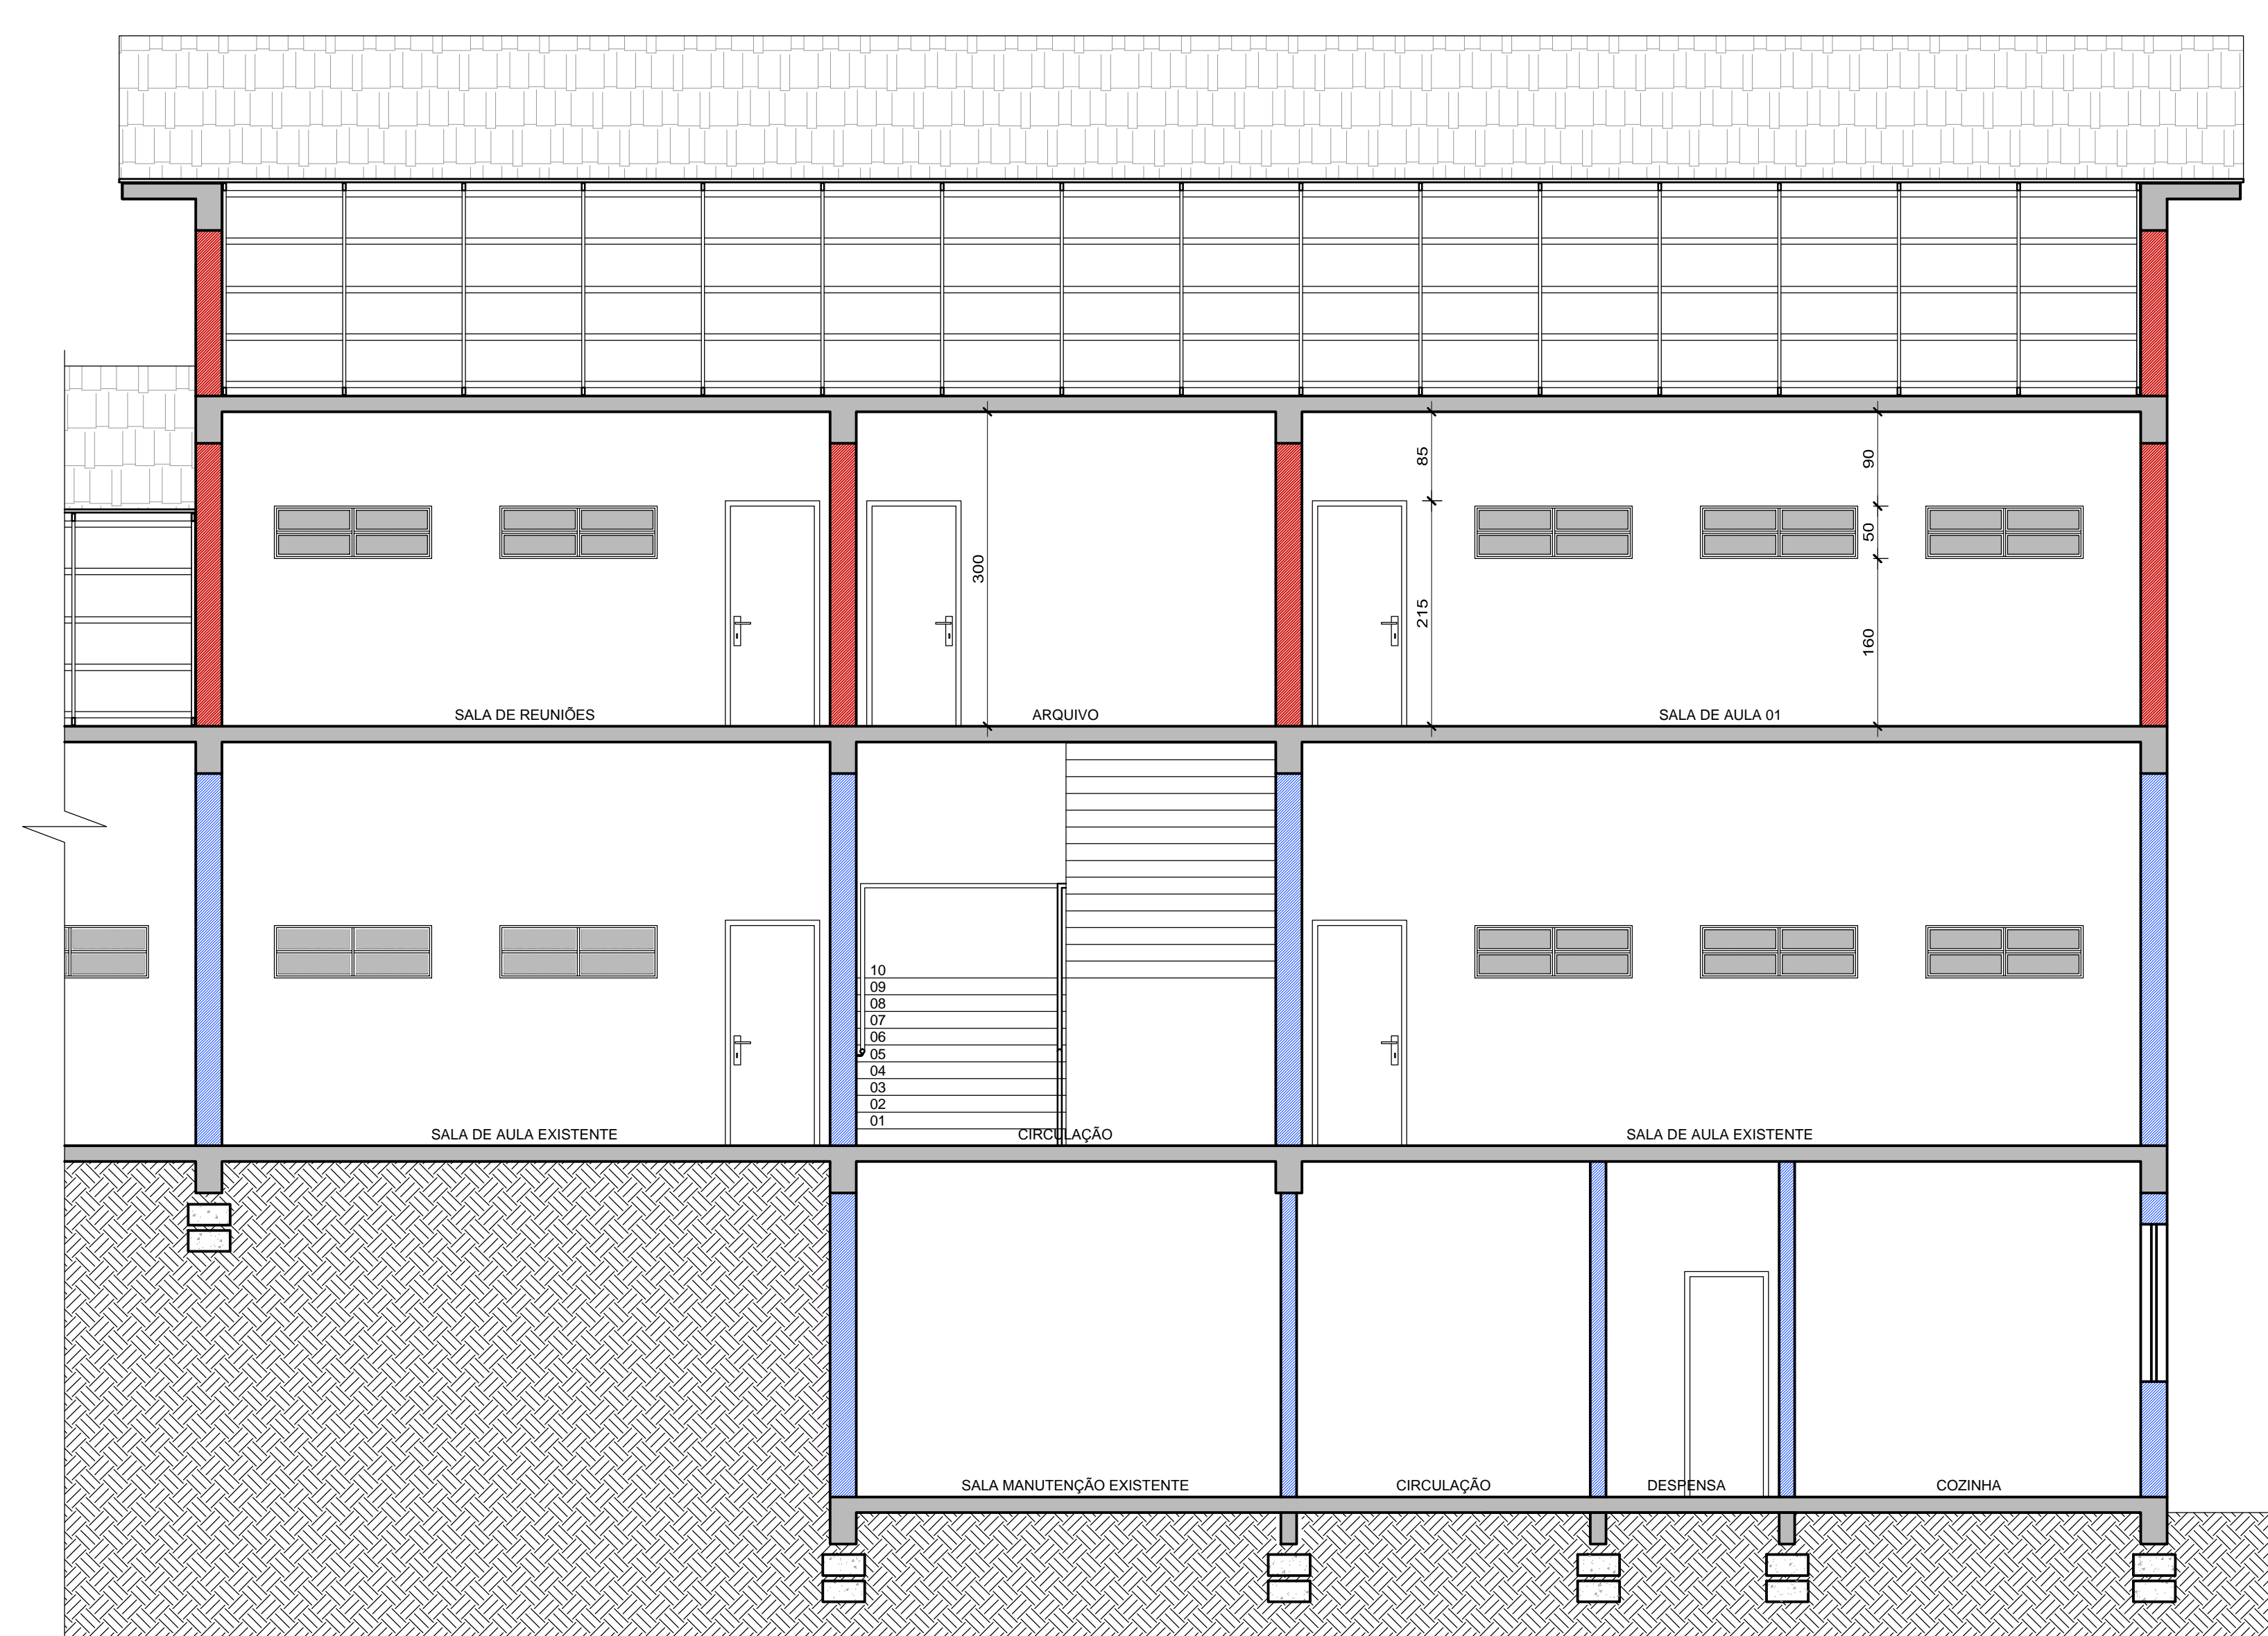 85
90
300
50
215
160
SALA DE REUNIÕES
ARQUIVO
SALA DE AULA 01
10
09
08
07
06
05
04
03
02
01
SALA DE AULA EXISTENTE
CIRCULAÇÃO
SALA DE AULA EXISTENTE
SALA MANUTENÇÃO EXISTENTE
CIRCULAÇÃO
DESPENSA
COZINHA